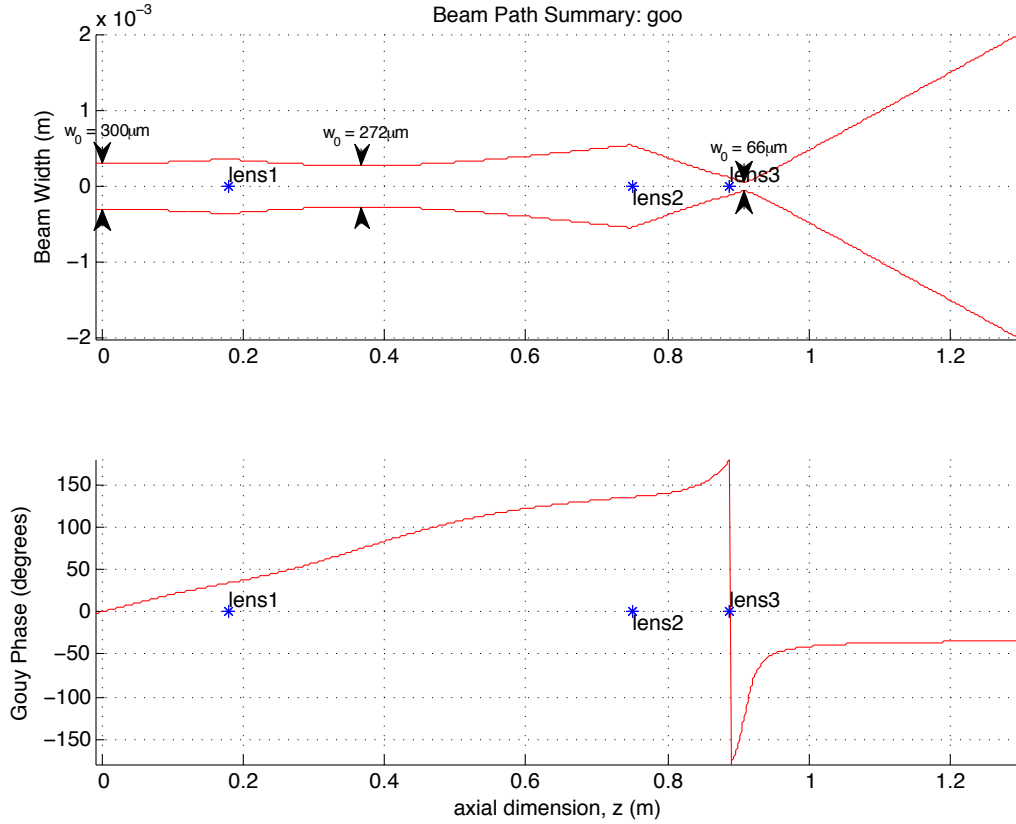 x 10⁻³
Beam Path Summary: goo
2
1
0
−1
−2
Beam Width (m)
w₀ = 300μm
w₀ = 272μm
w₀ = 66μm
lens1
lens2
lens3
0
0.2
0.4
0.6
0.8
1
1.2
150
100
50
0
−50
−100
−150
Gouy Phase (degrees)
lens1
lens2
lens3
0
0.2
0.4
0.6
0.8
1
1.2
axial dimension, z (m)